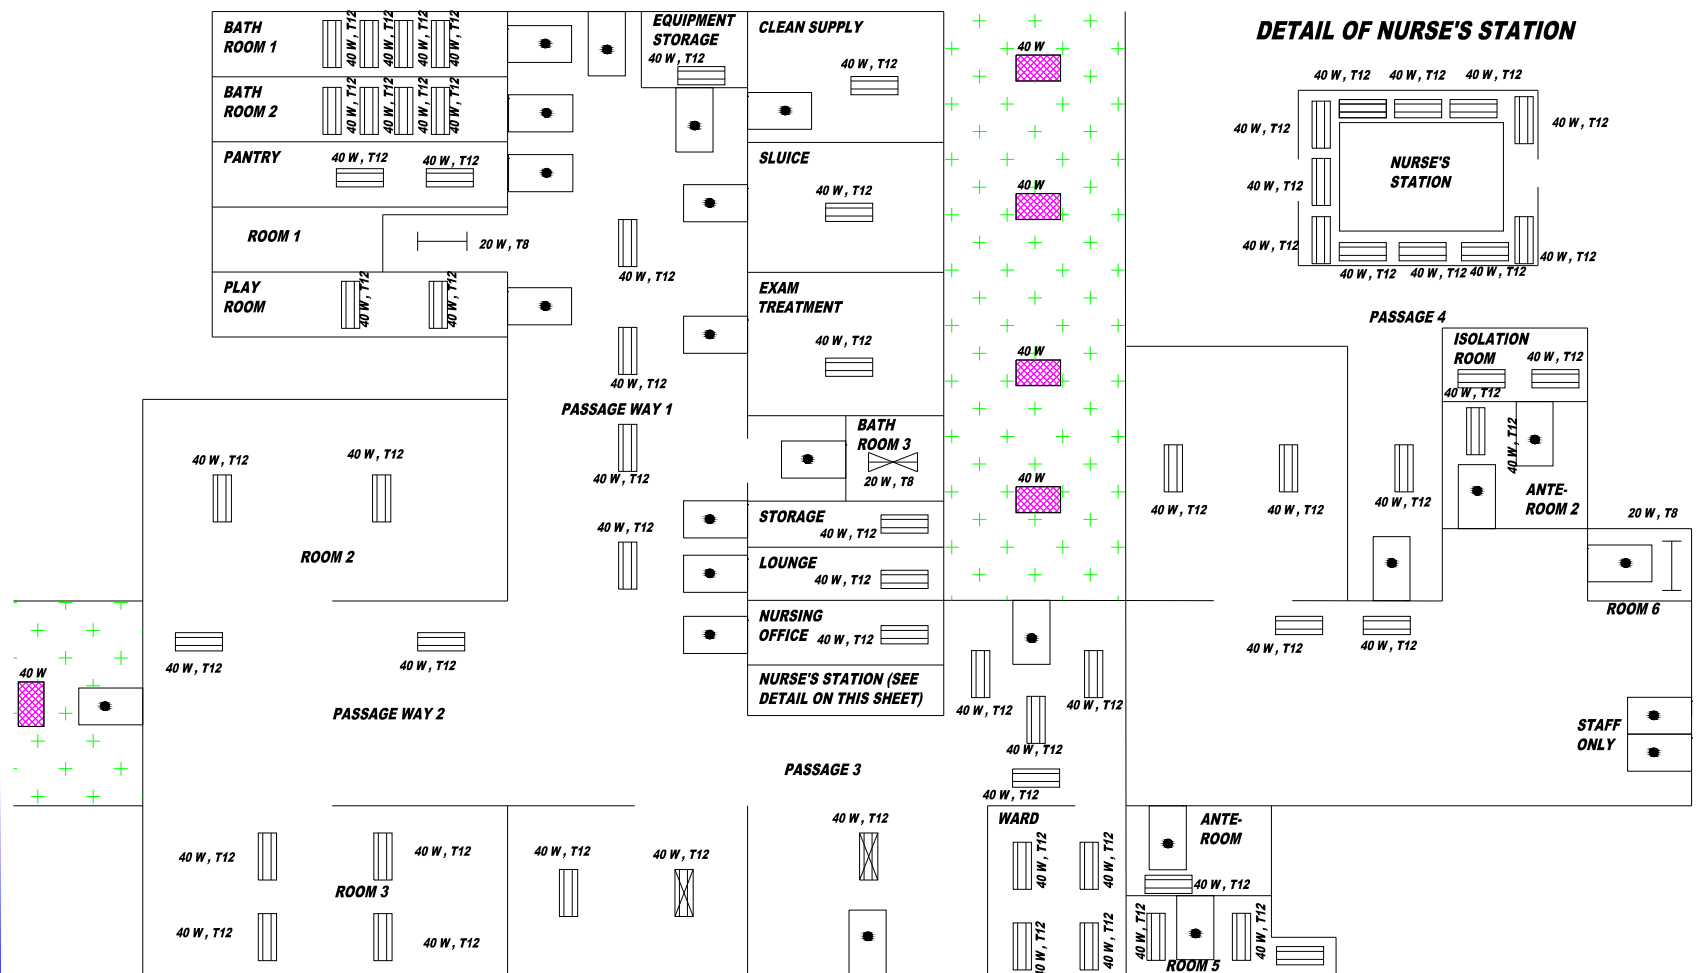 DETAIL OF NURSE'S STATION
40 W , T12
40 W , T12
40 W , T12
40 W , T12
40 W , T12
NURSE'S
STATION
40 W , T12
40 W , T12
40 W , T12
40 W , T12
40 W , T12
40 W , T12
BATH
ROOM 1
40 W , T12
40 W , T12
40 W , T12
40 W , T12
BATH
ROOM 2
40 W , T12
40 W , T12
40 W , T12
40 W , T12
PANTRY
40 W , T12
40 W , T12
ROOM 1
20 W , T8
PLAY
ROOM
40 W , T12
40 W , T12
EQUIPMENT
STORAGE
40 W , T12
CLEAN SUPPLY
40 W , T12
SLUICE
40 W , T12
EXAM
TREATMENT
40 W , T12
BATH
ROOM 3
20 W , T8
STORAGE
40 W , T12
LOUNGE
40 W , T12
NURSING
OFFICE
40 W , T12
NURSE'S STATION (SEE
DETAIL ON THIS SHEET)
40 W , T12
40 W , T12
PASSAGE WAY 1
40 W , T12
40 W , T12
40 W
40 W
40 W
40 W
PASSAGE 4
ISOLATION
ROOM
40 W , T12
40 W , T12
40 W , T12
ANTE-
ROOM 2
40 W , T12
40 W , T12
40 W , T12
20 W , T8
ROOM 6
40 W , T12
40 W , T12
STAFF
ONLY
40 W , T12
40 W , T12
ROOM 2
40 W , T12
40 W , T12
40 W
PASSAGE WAY 2
PASSAGE 3
40 W , T12
40 W , T12
40 W , T12
40 W , T12
40 W , T12
40 W , T12
ROOM 3
40 W , T12
40 W , T12
40 W , T12
40 W , T12
40 W , T12
WARD
40 W , T12
40 W , T12
40 W , T12
40 W , T12
ANTE-
ROOM
40 W , T12
40 W , T12
40 W , T12
ROOM 5